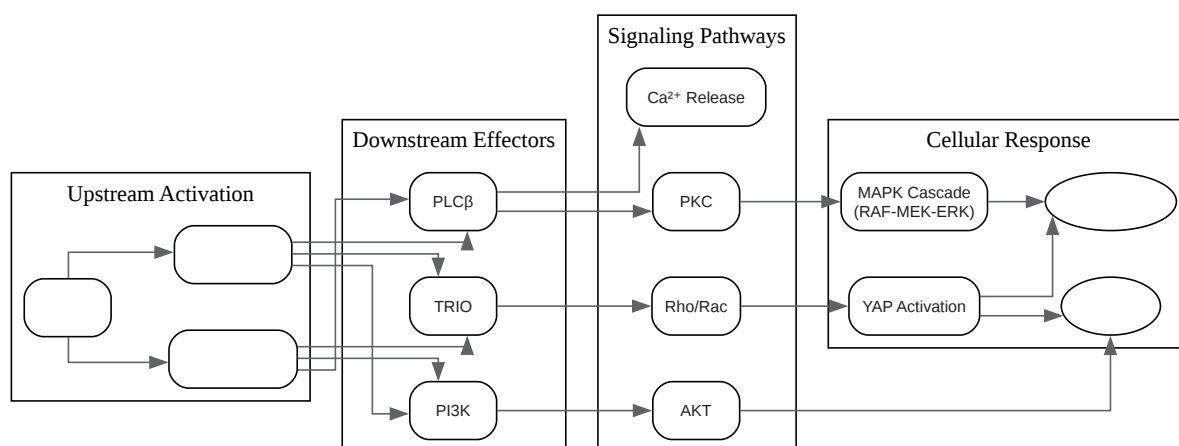 Signaling Pathways
Ca²⁺ Release
Downstream Effectors
Cellular Response
Upstream Activation
PLCβ
PKC
MAPK Cascade
(RAF-MEK-ERK)
TRIO
Rho/Rac
YAP Activation
PI3K
AKT